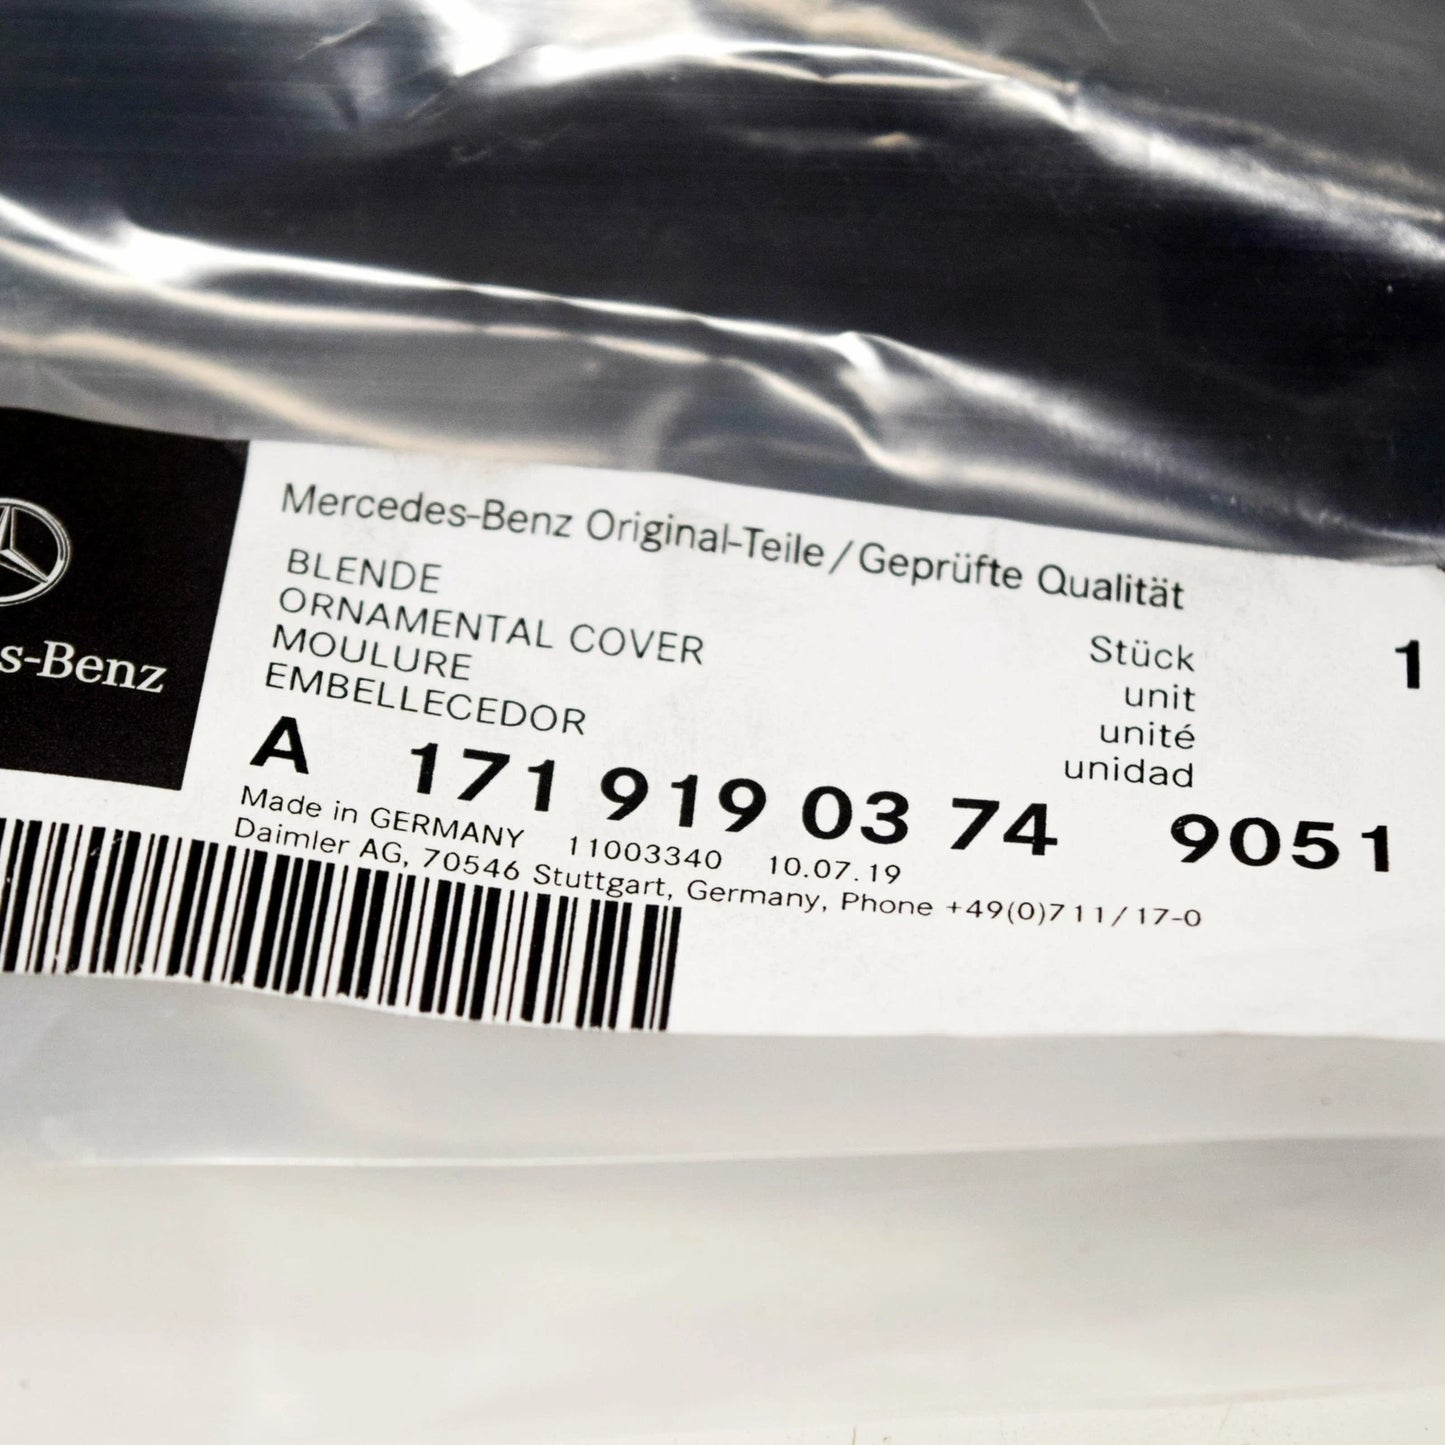 s-Benz
Mercedes-Benz Original-Teile / Geprüfte Qualität
BLENDE
ORNAMENTAL COVER
MOULURE
EMBELLECEDOR
Stück 1
unit
unité
unidad
A 171 919 03 74 9051
Made in GERMANY 11003340 10.07.19
Daimler AG, 70546 Stuttgart, Germany, Phone +49(0)711/17-0